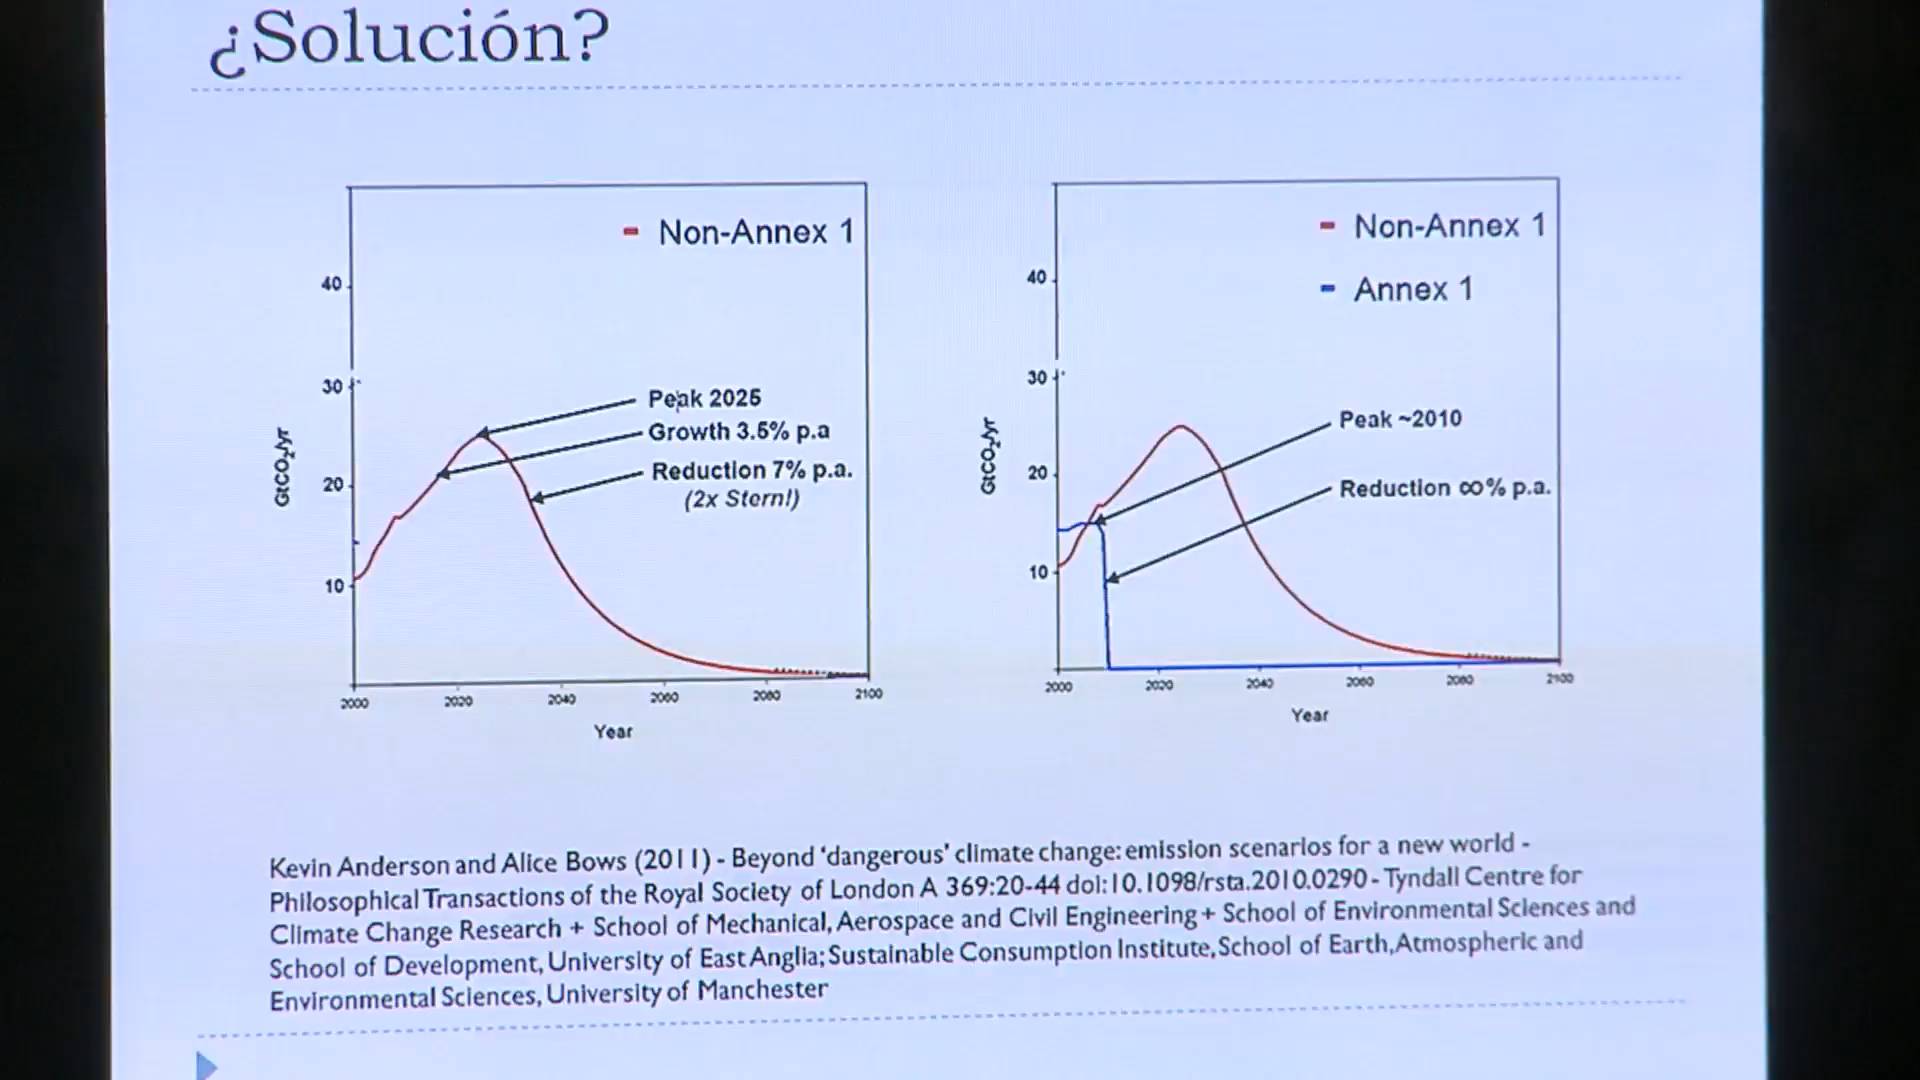 ¿Solución?
Non-Annex 1
40
30
20
10
GtCO2/yr
Peak 2025
Growth 3.5% p.a
Reduction 7% p.a.
(2x Stern!)
2000 2020 2040 2060 2080 2100
Year
Non-Annex 1
Annex 1
40
30
20
10
GtCO2/yr
Peak ~2010
Reduction ∞% p.a.
2000 2020 2040 2060 2080 2100
Year
Kevin Anderson and Alice Bows (2011) - Beyond ‘dangerous’ climate change: emission scenarios for a new world -
Philosophical Transactions of the Royal Society of London A 369:20-44 doi:10.1098/rsta.2010.0290 - Tyndall Centre for
Climate Change Research + School of Mechanical, Aerospace and Civil Engineering + School of Environmental Sciences and
School of Development, University of East Anglia; Sustainable Consumption Institute, School of Earth, Atmospheric and
Environmental Sciences, University of Manchester